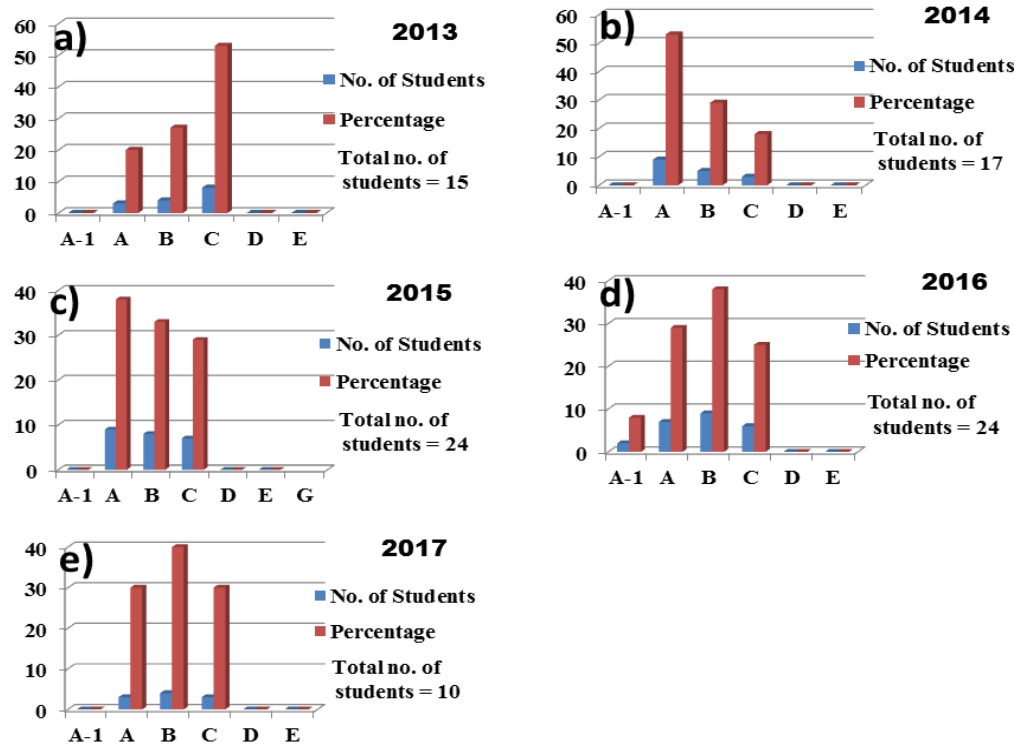 a)
2013
60
50
40
30
20
10
0
No. of Students
Percentage
Total no. of
students = 15
A-1 A B C D E
b)
2014
60
50
40
30
20
10
0
No. of Students
Percentage
Total no. of
students = 17
A-1 A B C D E
c)
2015
40
30
20
10
0
No. of Students
Percentage
Total no. of
students = 24
A-1 A B C D E G
d)
2016
40
30
20
10
0
No. of Students
Percentage
Total no. of
students = 24
A-1 A B C D E
e)
2017
40
30
20
10
0
No. of Students
Percentage
Total no. of
students = 10
A-1 A B C D E